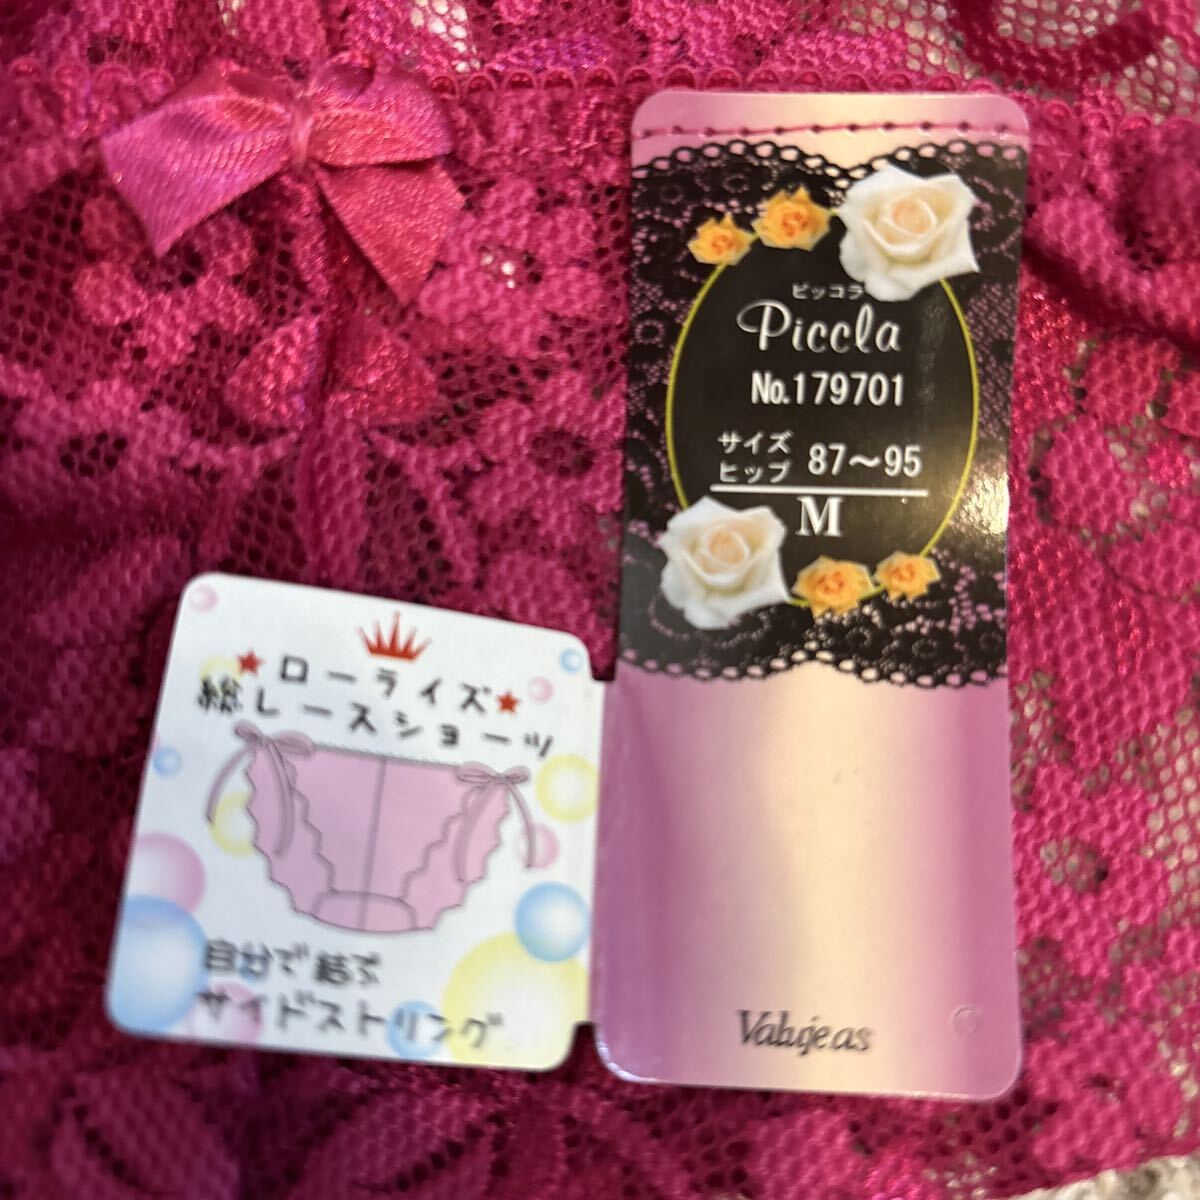 ピッコラ
Piccla
No.179701
サイズ
ヒップ 87〜95
M
★ローライズ★
総レースショーツ
自分で結ぶ
サイドストリング
Valujeas